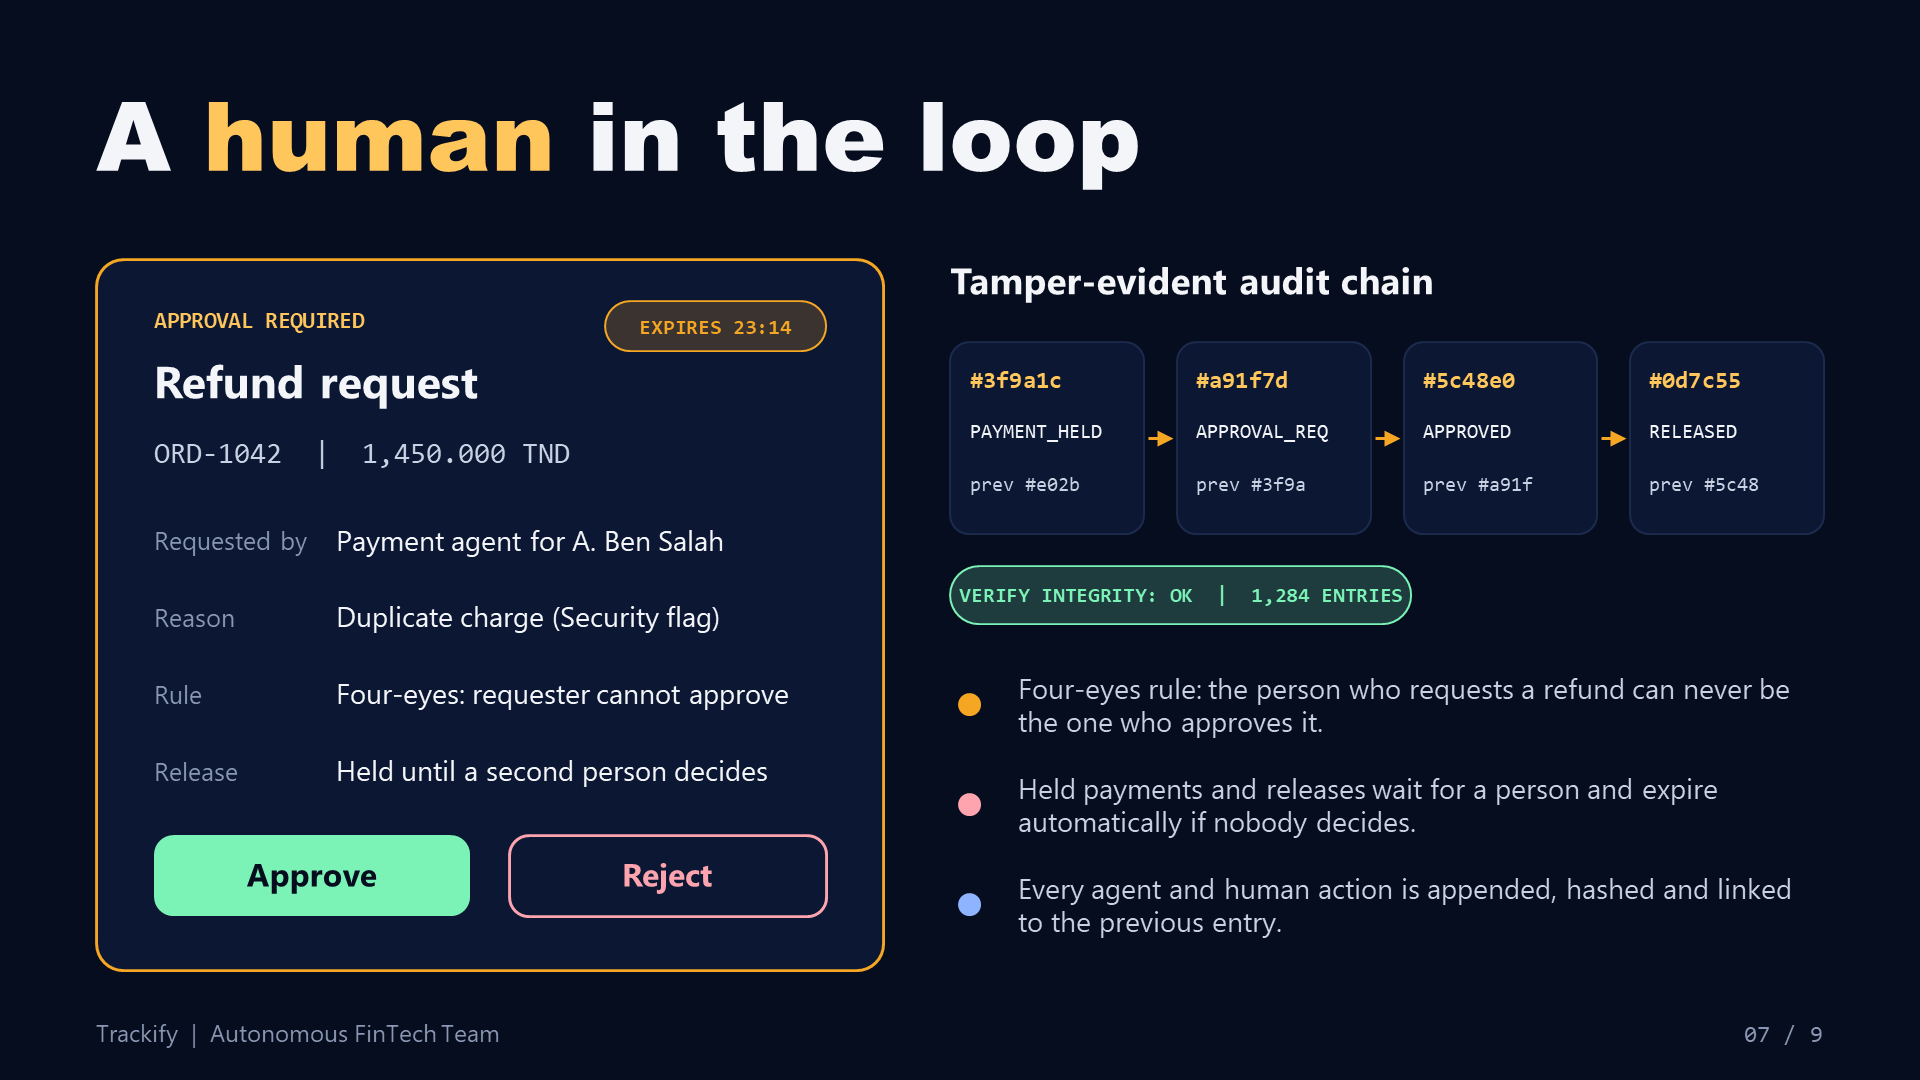 A human in the loop
APPROVAL REQUIRED
EXPIRES 23:14
Refund request
ORD-1042 | 1,450.000 TND
Requested by Payment agent for A. Ben Salah
Reason Duplicate charge (Security flag)
Rule Four-eyes: requester cannot approve
Release Held until a second person decides
Approve
Reject
Tamper-evident audit chain
#3f9a1c
PAYMENT_HELD
prev #e02b
#a91f7d
APPROVAL_REQ
prev #3f9a
#5c48e0
APPROVED
prev #a91f
#0d7c55
RELEASED
prev #5c48
VERIFY INTEGRITY: OK | 1,284 ENTRIES
Four-eyes rule: the person who requests a refund can never be
the one who approves it.
Held payments and releases wait for a person and expire
automatically if nobody decides.
Every agent and human action is appended, hashed and linked
to the previous entry.
Trackify | Autonomous FinTech Team
07 / 9